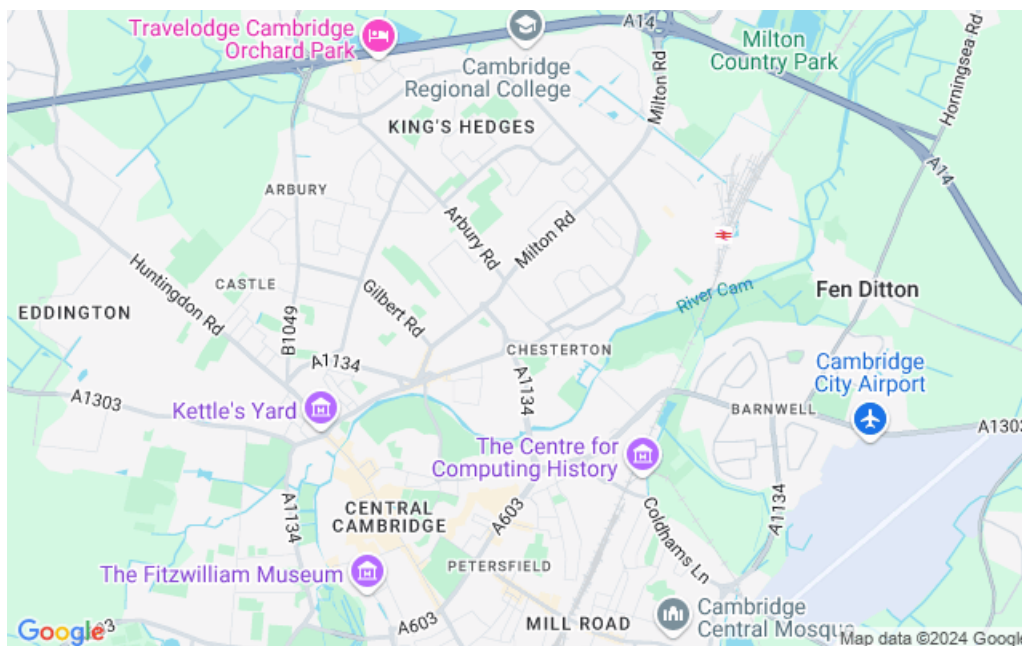 Travelodge Cambridge
Orchard Park
A14
Milton
Country Park
Horningsea Rd
Cambridge
Regional College
Milton Rd
KING'S HEDGES
A14
ARBURY
Arbury Rd
Milton Rd
Huntingdon Rd
CASTLE
Gilbert Rd
River Cam
Fen Ditton
EDDINGTON
B1049
A1134
CHESTERTON
Cambridge
City Airport
A1303
Kettle's Yard
A1134
BARNWELL
A1303
The Centre for
Computing History
A1134
CENTRAL
CAMBRIDGE
A603
Coldhams Ln
A1134
PETERSFIELD
The Fitzwilliam Museum
A603
MILL ROAD
Cambridge
Central Mosque
Google
Map data ©2024 Google